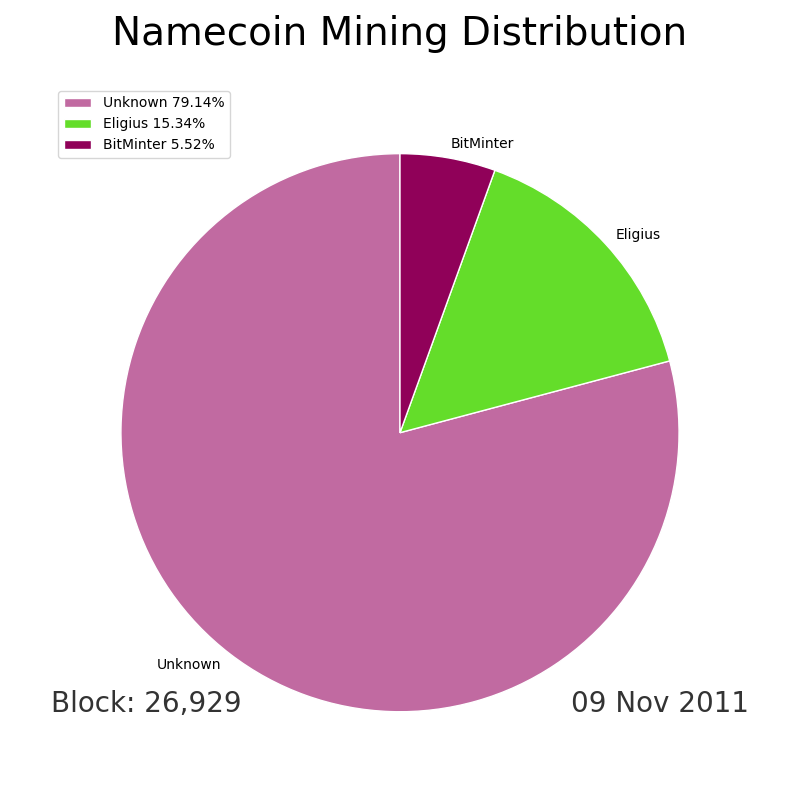 Namecoin Mining Distribution
Unknown 79.14%
Eligius 15.34%
BitMinter 5.52%
BitMinter
Eligius
Unknown
Block: 26,929
09 Nov 2011